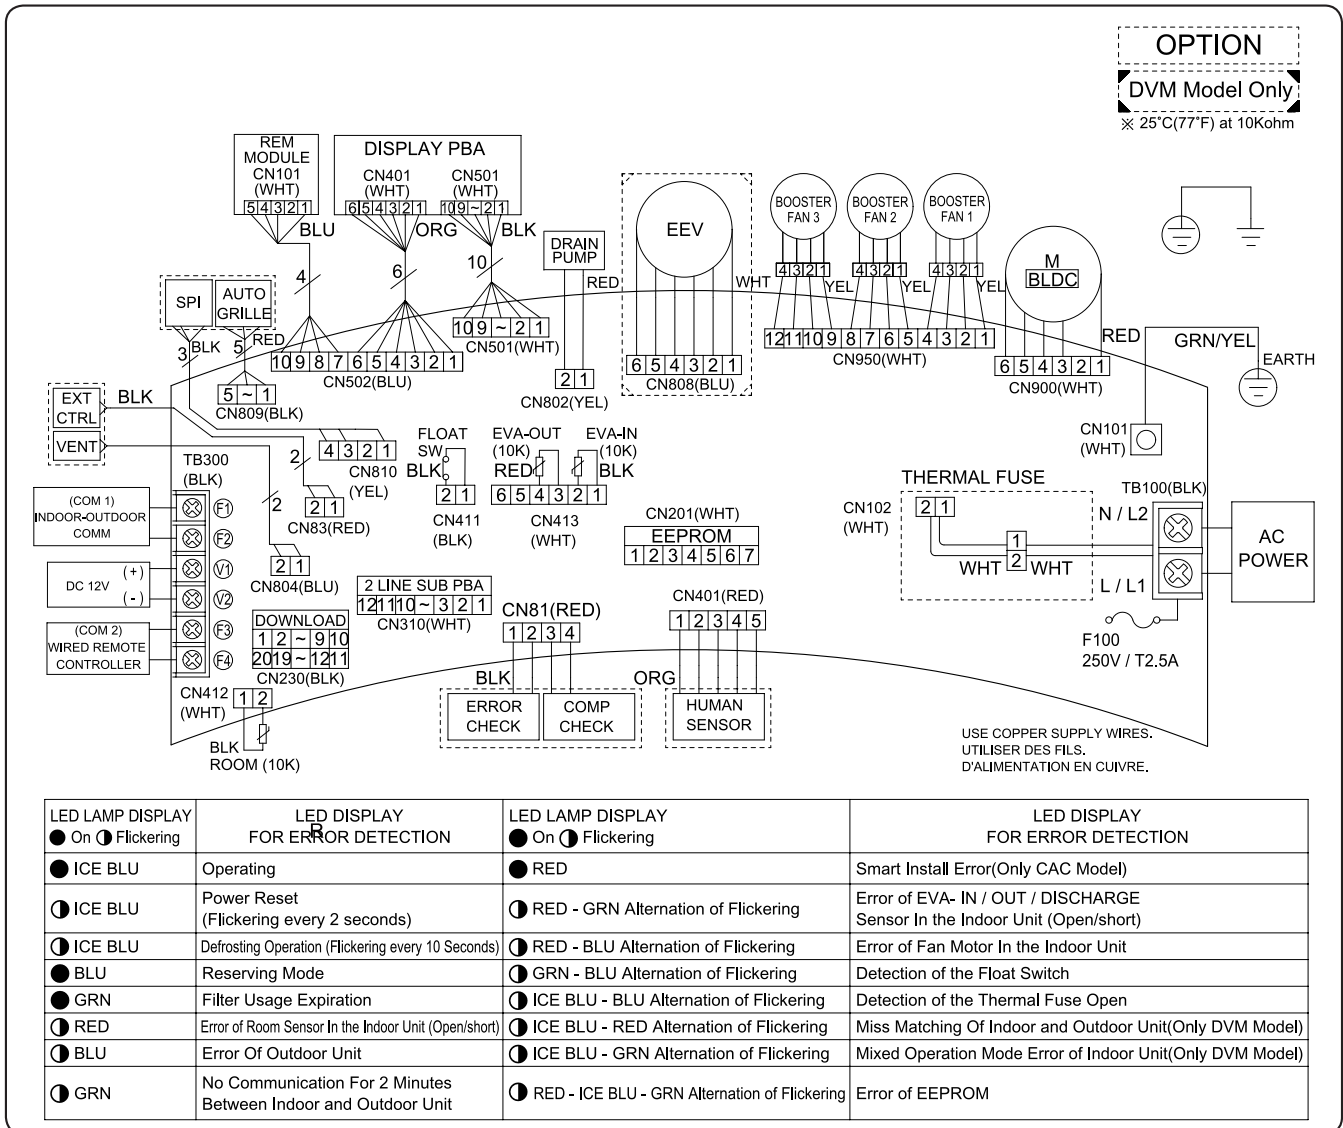 OPTION
DVM Model Only
※ 25˚C(77˚F) at 10Kohm
REM
MODULE
CN101
(WHT)
5 4 3 2 1
BLU
4
DISPLAY PBA
CN401
(WHT)
6 5 4 3 2 1
ORG
6
CN501
(WHT)
10 9 ~ 2 1
BLK
10
DRAIN
PUMP
RED
EEV
WHT
BOOSTER
FAN 3
4 3 2 1
YEL
BOOSTER
FAN 2
4 3 2 1
YEL
BOOSTER
FAN 1
4 3 2 1
YEL
M
BLDC
RED
GRN/YEL
EARTH
SPI
BLK
3
AUTO
GRILLE
RED
5
10 9 8 7 6 5 4 3 2 1
CN502(BLU)
10 9 ~ 2 1
CN501(WHT)
2 1
CN802(YEL)
6 5 4 3 2 1
CN808(BLU)
12 11 10 9 8 7 6 5 4 3 2 1
CN950(WHT)
6 5 4 3 2 1
CN900(WHT)
5 ~ 1
CN809(BLK)
EXT
CTRL
BLK
VENT
4 3 2 1
CN810
(YEL)
2
2 1
CN83(RED)
2
2 1
CN804(BLU)
FLOAT
SW
BLK
2 1
CN411
(BLK)
EVA-OUT
(10K)
RED
EVA-IN
(10K)
BLK
6 5 4 3 2 1
CN413
(WHT)
CN101
(WHT)
TB300
(BLK)
(COM 1)
INDOOR-OUTDOOR
COMM
F1
F2
DC 12V
(+)
(-)
V1
V2
(COM 2)
WIRED REMOTE
CONTROLLER
F3
F4
CN201(WHT)
EEPROM
1 2 3 4 5 6 7
THERMAL FUSE
CN102
(WHT)
2 1
1
WHT 2 WHT
TB100(BLK)
N / L2
L / L1
AC
POWER
F100
250V / T2.5A
2 LINE SUB PBA
12 11 10 ~ 3 2 1
CN310(WHT)
DOWNLOAD
1 2 ~ 9 10
20 19 ~ 12 11
CN230(BLK)
CN412
(WHT)
1 2
BLK
ROOM (10K)
CN81(RED)
1 2 3 4
BLK
ERROR
CHECK
COMP
CHECK
CN401(RED)
1 2 3 4 5
ORG
HUMAN
SENSOR
USE COPPER SUPPLY WIRES.
UTILISER DES FILS.
D'ALIMENTATION EN CUIVRE.
LED LAMP DISPLAY
● On ◑ Flickering
LED DISPLAY
R
FOR ERROR DETECTION
LED LAMP DISPLAY
● On ◑ Flickering
LED DISPLAY
FOR ERROR DETECTION
● ICE BLU
Operating
● RED
Smart Install Error(Only CAC Model)
◑ ICE BLU
Power Reset
(Flickering every 2 seconds)
◑ RED - GRN Alternation of Flickering
Error of EVA- IN / OUT / DISCHARGE
Sensor In the Indoor Unit (Open/short)
◑ ICE BLU
Defrosting Operation (Flickering every 10 Seconds)
◑ RED - BLU Alternation of Flickering
Error of Fan Motor In the Indoor Unit
● BLU
Reserving Mode
◑ GRN - BLU Alternation of Flickering
Detection of the Float Switch
● GRN
Filter Usage Expiration
◑ ICE BLU - BLU Alternation of Flickering
Detection of the Thermal Fuse Open
◑ RED
Error of Room Sensor In the Indoor Unit (Open/short)
◑ ICE BLU - RED Alternation of Flickering
Miss Matching Of Indoor and Outdoor Unit(Only DVM Model)
◑ BLU
Error Of Outdoor Unit
◑ ICE BLU - GRN Alternation of Flickering
Mixed Operation Mode Error of Indoor Unit(Only DVM Model)
◑ GRN
No Communication For 2 Minutes
Between Indoor and Outdoor Unit
◑ RED - ICE BLU - GRN Alternation of Flickering
Error of EEPROM